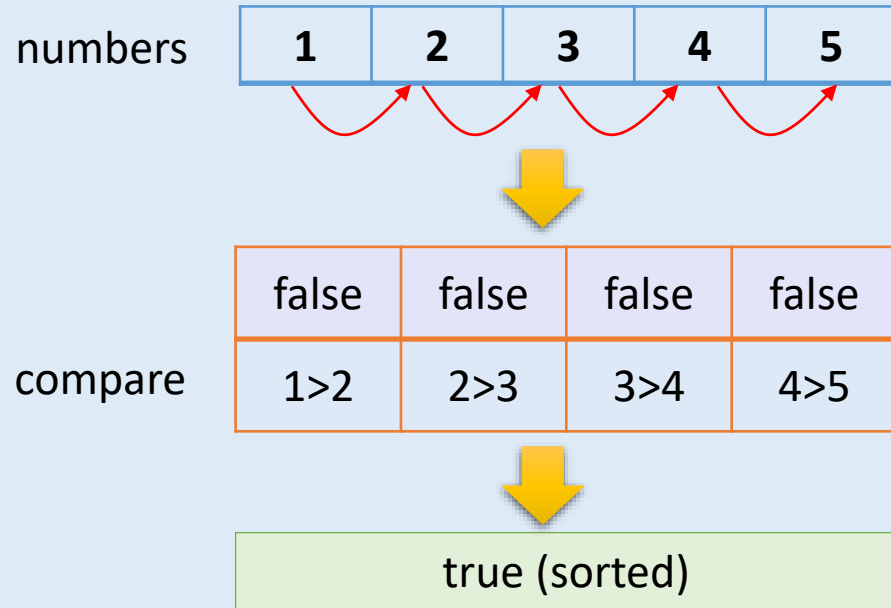 numbers 1 2 3 4 5
false false false false
compare 1>2 2>3 3>4 4>5
true (sorted)